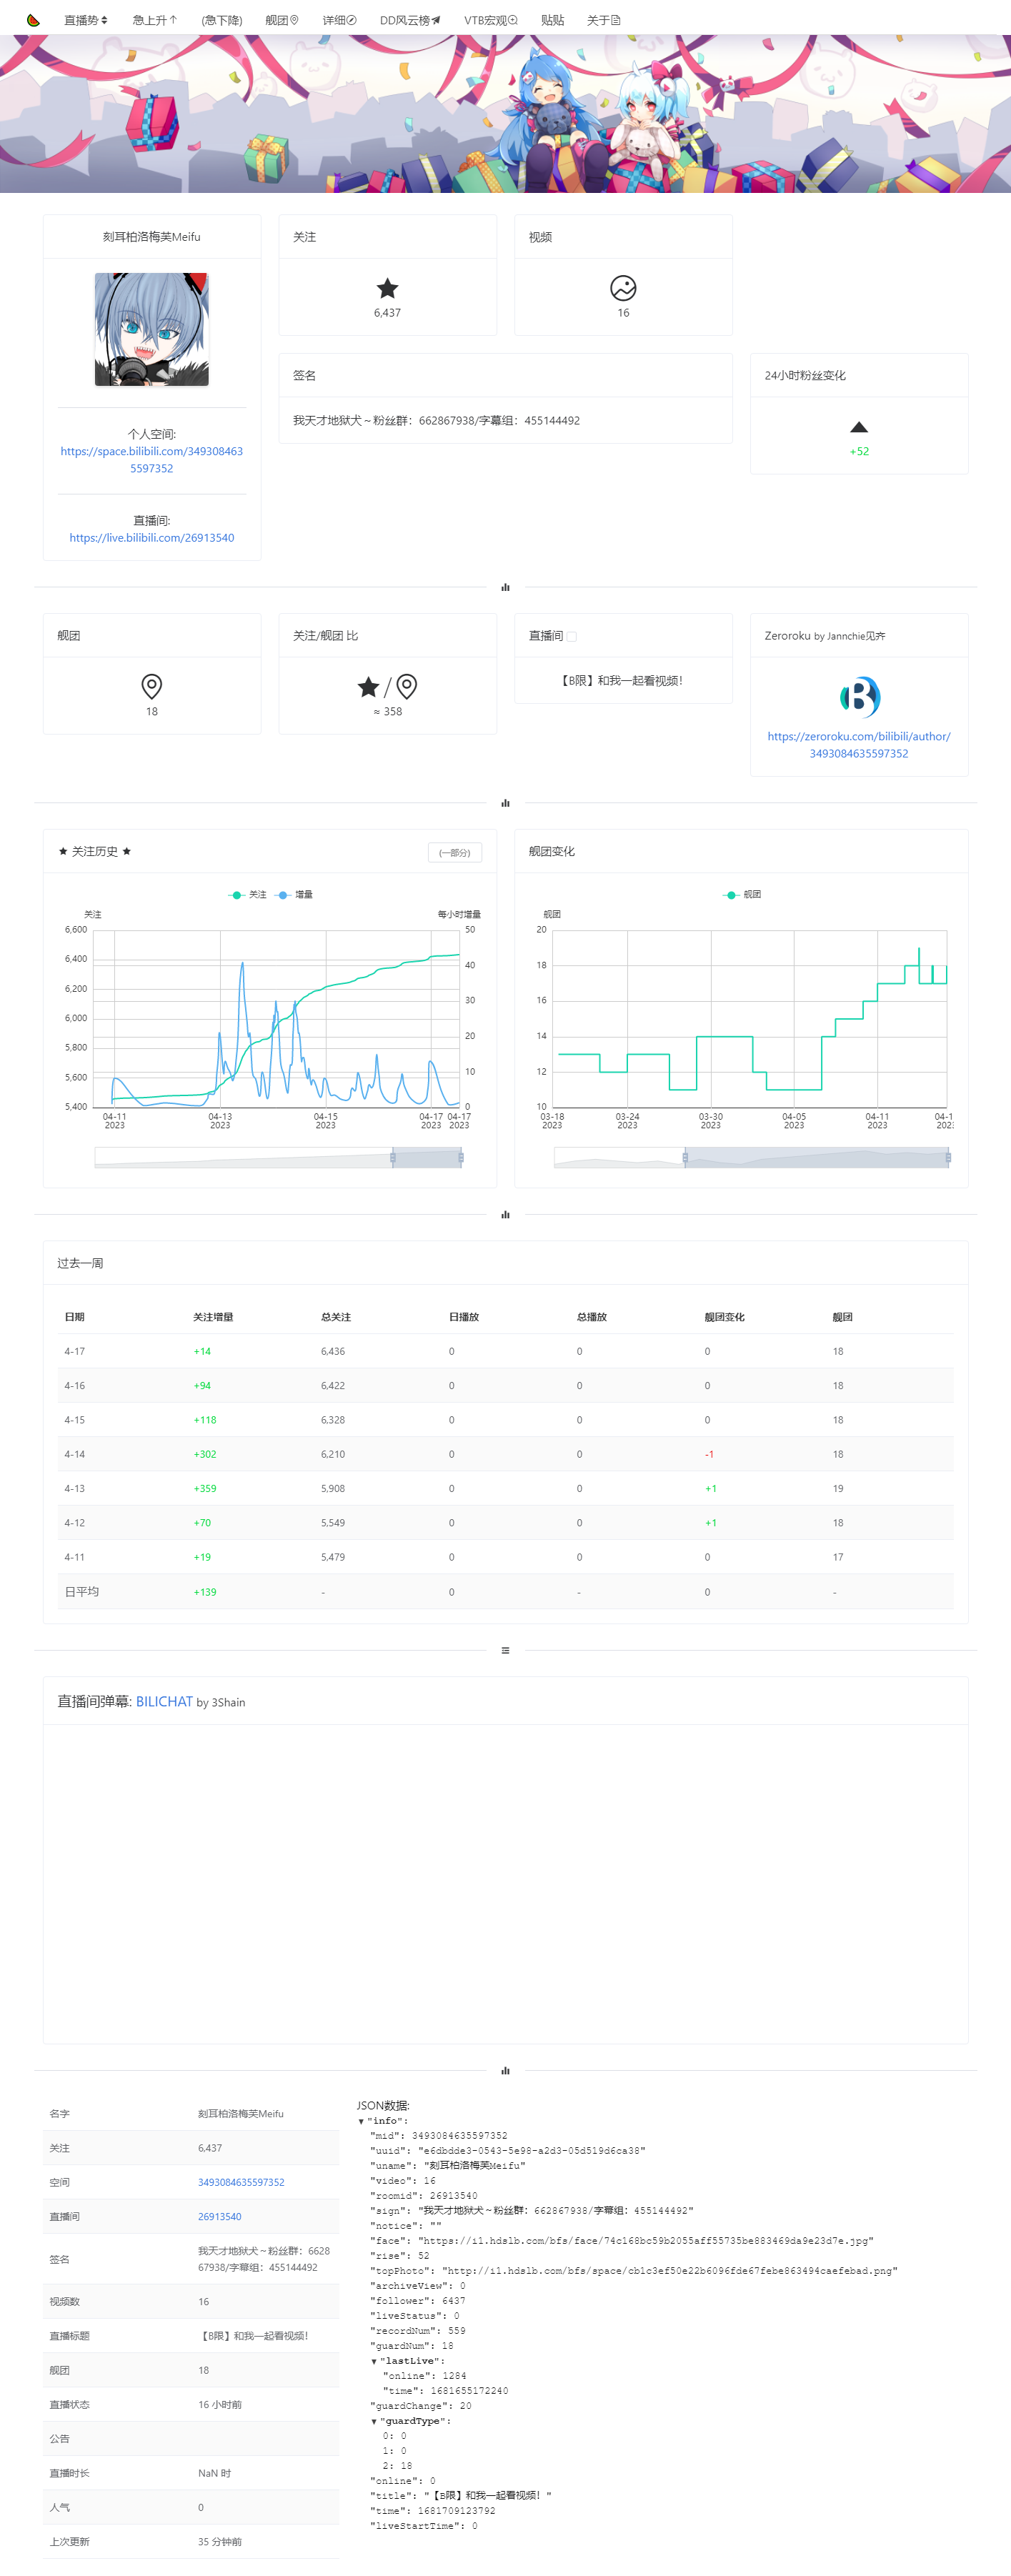 直播势 急上升 (急下降) 舰团 详细 DD风云榜 VTB宏观 贴贴 关于
刻耳柏洛梅芙Meifu
个人空间:
https://space.bilibili.com/349308463
5597352
直播间:
https://live.bilibili.com/26913540
关注
6,437
视频
16
签名
我天才地狱犬～粉丝群：662867938/字幕组：455144492
24小时粉丝变化
+52
舰团
18
关注/舰团 比
/
≈ 358
直播间
【B限】和我一起看视频！
Zeroroku by Jannchie见齐
https://zeroroku.com/bilibili/author/
3493084635597352
★ 关注历史 ★
(一部分)
关注 增量
关注 每小时增量
6,600 50
6,400 40
6,200 30
6,000
5,800 20
5,600 10
5,400 0
04-11 04-13 04-15 04-17 04-17
2023 2023 2023 2023 2023
舰团变化
舰团
舰团
20
18
16
14
12
10
03-18 03-24 03-30 04-05 04-11 04-1
2023 2023 2023 2023 2023 202
过去一周
日期 关注增量 总关注 日播放 总播放 舰团变化 舰团
4-17 +14 6,436 0 0 0 18
4-16 +94 6,422 0 0 0 18
4-15 +118 6,328 0 0 0 18
4-14 +302 6,210 0 0 -1 18
4-13 +359 5,908 0 0 +1 19
4-12 +70 5,549 0 0 +1 18
4-11 +19 5,479 0 0 0 17
日平均 +139 - 0 - 0 -
直播间弹幕: BILICHAT by 3Shain
名字 刻耳柏洛梅芙Meifu
关注 6,437
空间 3493084635597352
直播间 26913540
签名 我天才地狱犬～粉丝群：6628
67938/字幕组：455144492
视频数 16
直播标题 【B限】和我一起看视频！
舰团 18
直播状态 16 小时前
公告
直播时长 NaN 时
人气 0
上次更新 35 分钟前
JSON数据:
▼"info":
"mid": 3493084635597352
"uuid": "e6dbdde3-0543-5e98-a2d3-05d519d6ca38"
"uname": "刻耳柏洛梅芙Meifu"
"video": 16
"roomid": 26913540
"sign": "我天才地狱犬～粉丝群：662867938/字幕组：455144492"
"notice": ""
"face": "https://i1.hdslb.com/bfs/face/74c168bc59b2055aff55735be883469da9e23d7e.jpg"
"rise": 52
"topPhoto": "http://i1.hdslb.com/bfs/space/cb1c3ef50e22b6096fde67febe863494caefebad.png"
"archiveView": 0
"follower": 6437
"liveStatus": 0
"recordNum": 559
"guardNum": 18
▼"lastLive":
"online": 1284
"time": 1681655172240
"guardChange": 20
▼"guardType":
0: 0
1: 0
2: 18
"online": 0
"title": "【B限】和我一起看视频！"
"time": 1681709123792
"liveStartTime": 0